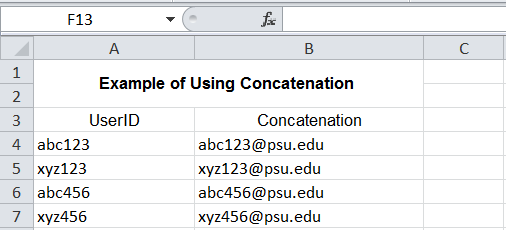 F13 fx
A B C
1 Example of Using Concatenation
2
3 UserID Concatenation
4 abc123 abc123@psu.edu
5 xyz123 xyz123@psu.edu
6 abc456 abc456@psu.edu
7 xyz456 xyz456@psu.edu